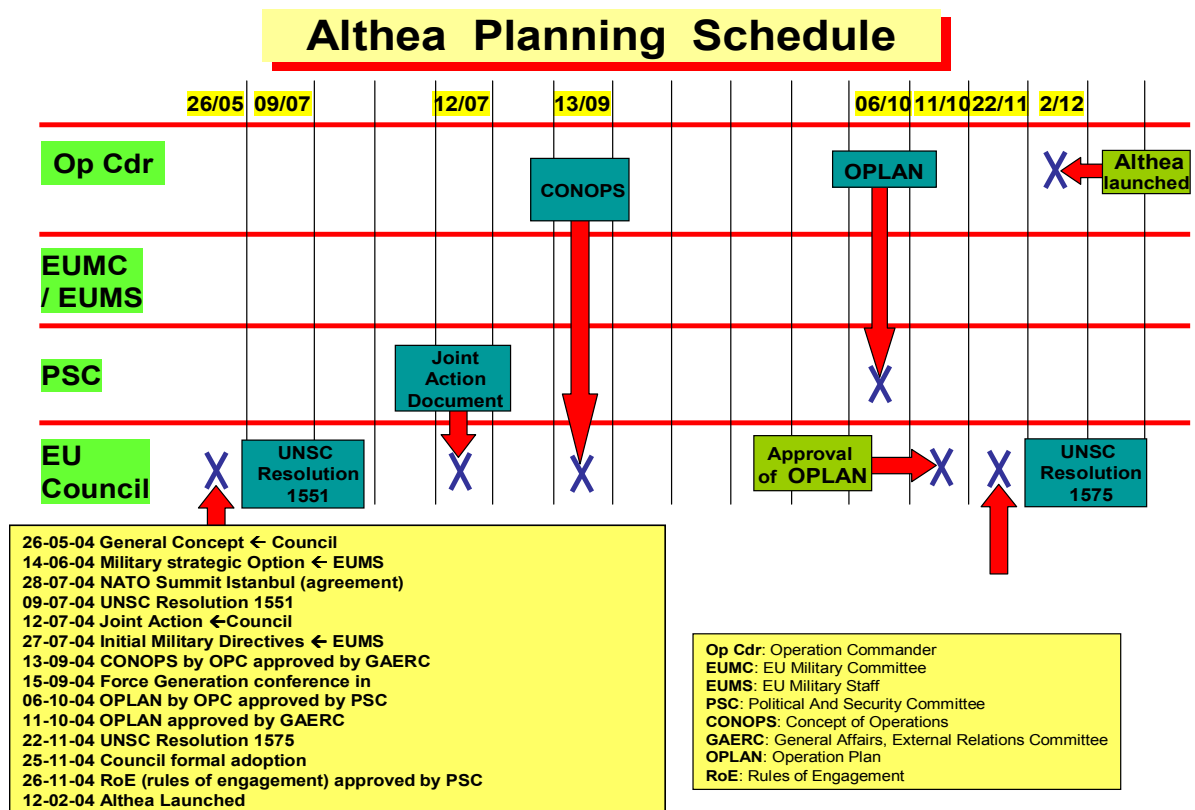 Althea Planning Schedule
26/05 09/07 12/07 13/09 06/10 11/10 22/11 2/12
Op Cdr
CONOPS
OPLAN
Althea
launched
EUMC
/ EUMS
PSC
Joint
Action
Document
EU
Council
UNSC
Resolution
1551
Approval
of OPLAN
UNSC
Resolution
1575
26-05-04 General Concept ← Council
14-06-04 Military strategic Option ← EUMS
28-07-04 NATO Summit Istanbul (agreement)
09-07-04 UNSC Resolution 1551
12-07-04 Joint Action ←Council
27-07-04 Initial Military Directives ← EUMS
13-09-04 CONOPS by OPC approved by GAERC
15-09-04 Force Generation conference in
06-10-04 OPLAN by OPC approved by PSC
11-10-04 OPLAN approved by GAERC
22-11-04 UNSC Resolution 1575
25-11-04 Council formal adoption
26-11-04 RoE (rules of engagement) approved by PSC
12-02-04 Althea Launched
Op Cdr: Operation Commander
EUMC: EU Military Committee
EUMS: EU Military Staff
PSC: Political And Security Committee
CONOPS: Concept of Operations
GAERC: General Affairs, External Relations Committee
OPLAN: Operation Plan
RoE: Rules of Engagement